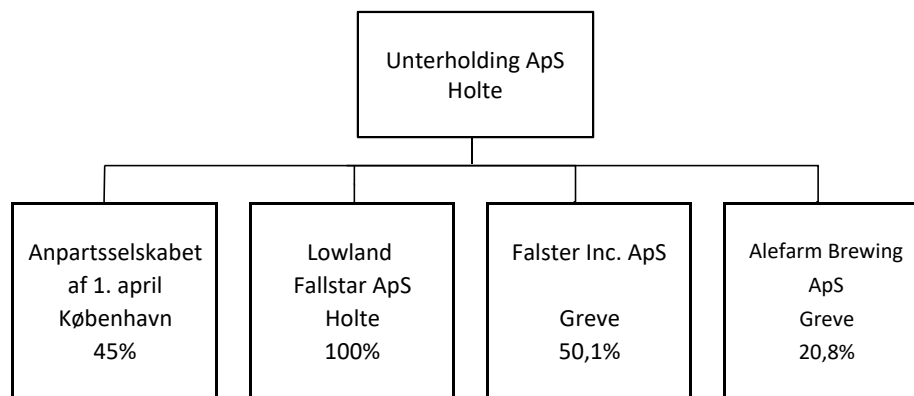 Unterholding ApS
Holte
Anpartsselskabet
af 1. april
København
45%
Lowland
Fallstar ApS
Holte
100%
Falster Inc. ApS
Greve
50,1%
Alefarm Brewing
ApS
Greve
20,8%